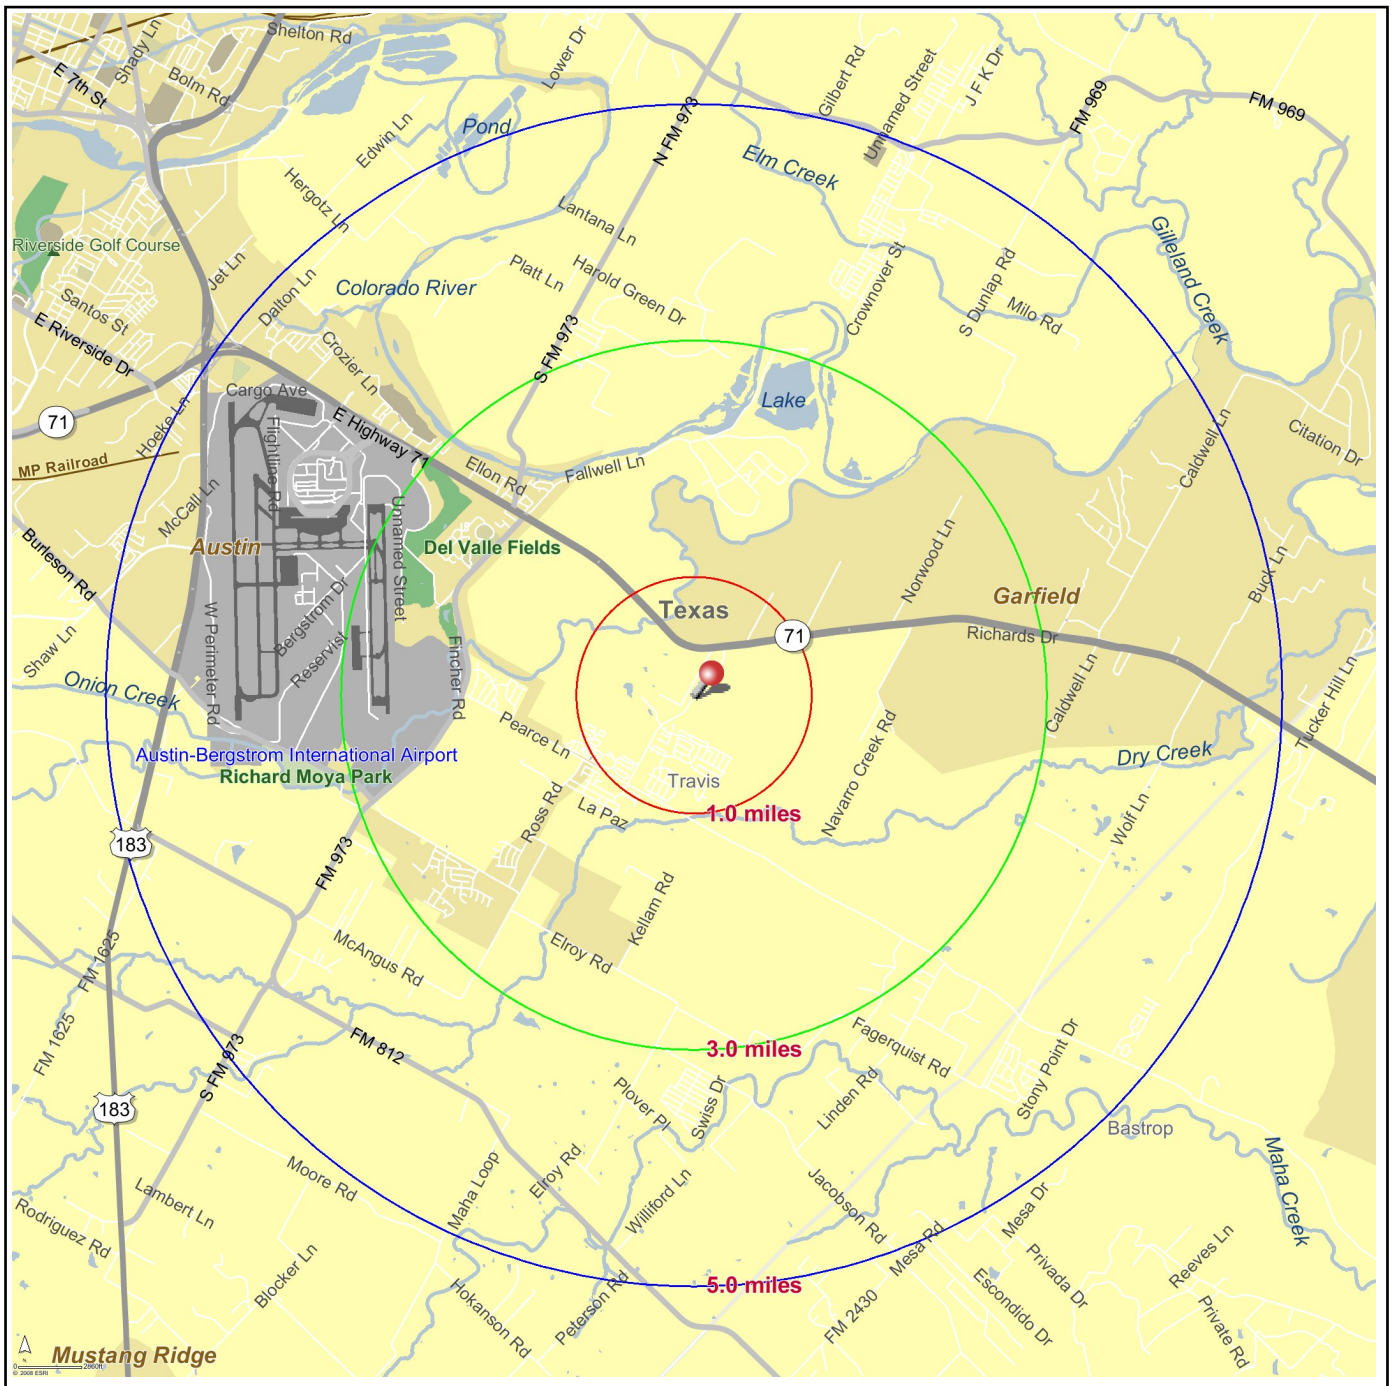 Shelton Rd
Shady Ln
Lower Dr
E 7th St
Bolm Rd
Gilbert Rd
Unnamed Street
J F K Dr
FM 969
FM 969
N FM 973
Pond
Edwin Ln
Elm Creek
Hergotz Ln
Lantana Ln
Gilleland Creek
Riverside Golf Course
Jet Ln
Platt Ln
Harold Green Dr
Crownover St
S Dunlap Rd
Dalton Ln
Colorado River
Milo Rd
Santos St
E Riverside Dr
Crozier Ln
S FM 973
Cargo Ave
Lake
71
Hoeke Ln
Flightline Rd
E Highway 71
Caldwell Ln
Citation Dr
MP Railroad
Ellon Rd
Fallwell Ln
McCall Ln
Unnamed Street
Austin
Del Valle Fields
Norwood Ln
Buck Ln
Burleson Rd
Garfield
Texas
71
Richards Dr
Bergstrom Dr
Reservist
W Perimeter Rd
Shaw Ln
Fincher Rd
Onion Creek
Caldwell Ln
Tucker Hill Ln
Pearce Ln
Navarro Creek Rd
Dry Creek
Austin-Bergstrom International Airport
Richard Moya Park
Travis
Ross Rd
La Paz
1.0 miles
Wolf Ln
183
FM 973
Kellam Rd
McAngus Rd
Elroy Rd
FM 1625
FM 1625
FM 812
S FM 973
3.0 miles
Fagerquist Rd
Stony Point Dr
Linden Rd
Plover Pl
Swiss Dr
183
Bastrop
Maha Creek
Moore Rd
Maha Loop
Elroy Rd
Williford Ln
Jacobson Rd
Mesa Dr
Lambert Ln
Rodriguez Rd
Mesa Rd
Privada Dr
Reeves Ln
Blocker Ln
5.0 miles
Escondido Dr
Hokanson Rd
Peterson Rd
FM 2430
Private Rd
Mustang Ridge
N
0 2860ft
© 2008 ESRI